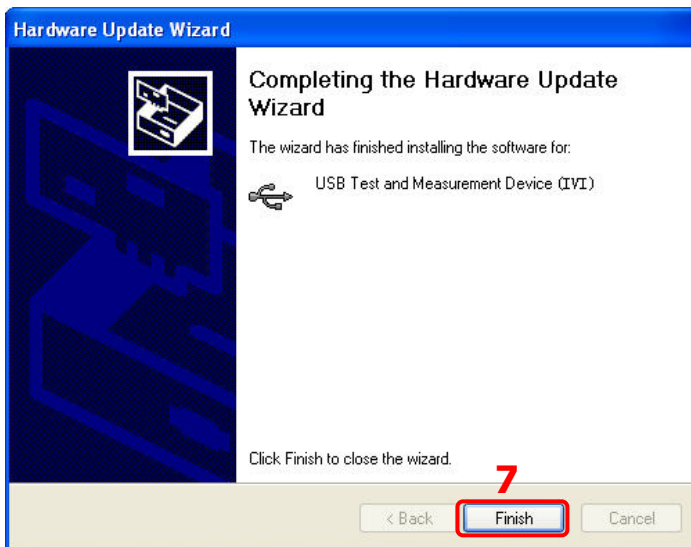 Hardware Update Wizard
Completing the Hardware Update
Wizard
The wizard has finished installing the software for:
USB Test and Measurement Device (IVI)
Click Finish to close the wizard.
7
< Back Finish Cancel